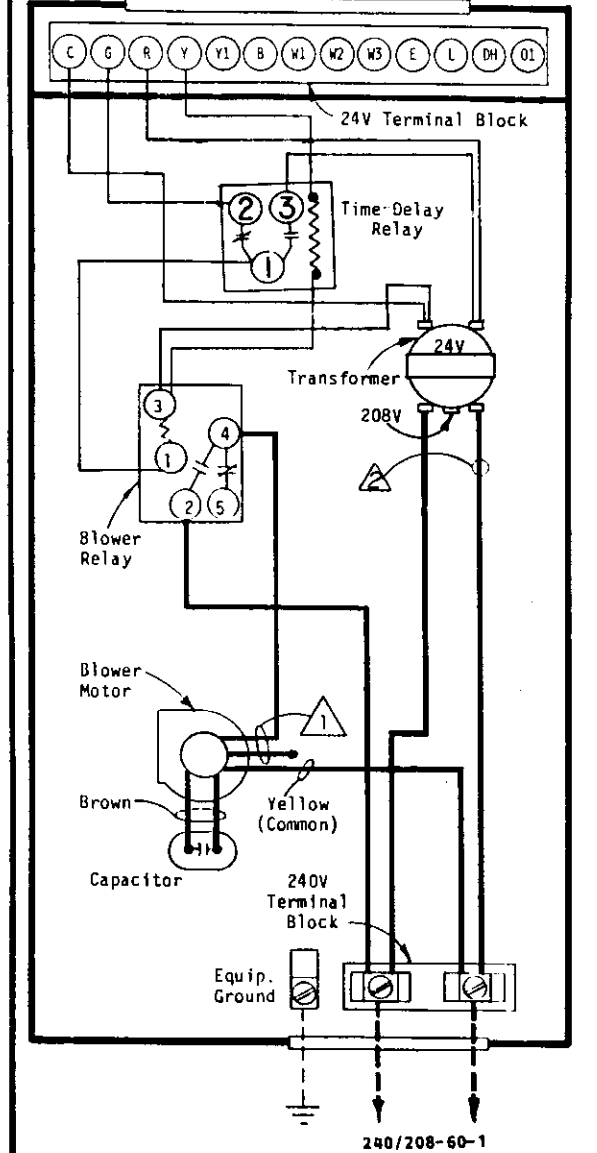 C G R Y Y1 B W1 W2 W3 E L DH O1
24V Terminal Block
2 3
1
Time-Delay
Relay
24V
Transformer
208V
2
3
4
1
2 5
Blower
Relay
Blower
Motor
1
Brown
Yellow
(Common)
Capacitor
240V
Terminal
Block
Equip.
Ground
240/208-60-1